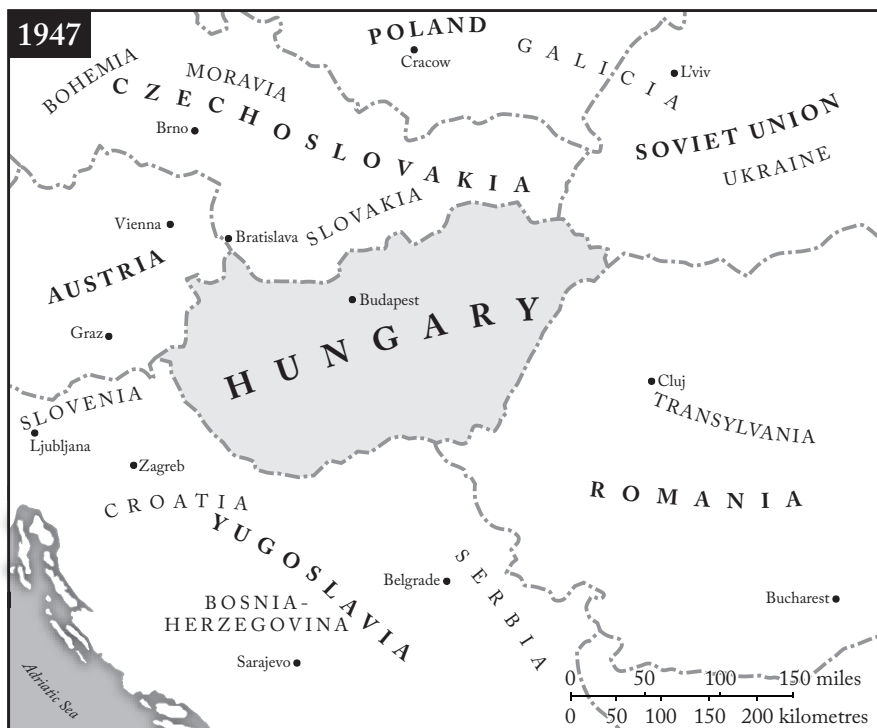 1947
POLAND
Cracow
GALICIA
L'viv
BOHEMIA
MORAVIA
CZECHOSLOVAKIA
Brno
SOVIET UNION
UKRAINE
SLOVAKIA
Vienna
Bratislava
AUSTRIA
Budapest
HUNGARY
Graz
Cluj
TRANSYLVANIA
SLOVENIA
Ljubljana
Zagreb
CROATIA
ROMANIA
YUGOSLAVIA
SERBIA
Belgrade
BOSNIA-
HERZEGOVINA
Bucharest
Sarajevo
Adriatic Sea
0 50 100 150 miles
0 50 100 150 200 kilometres